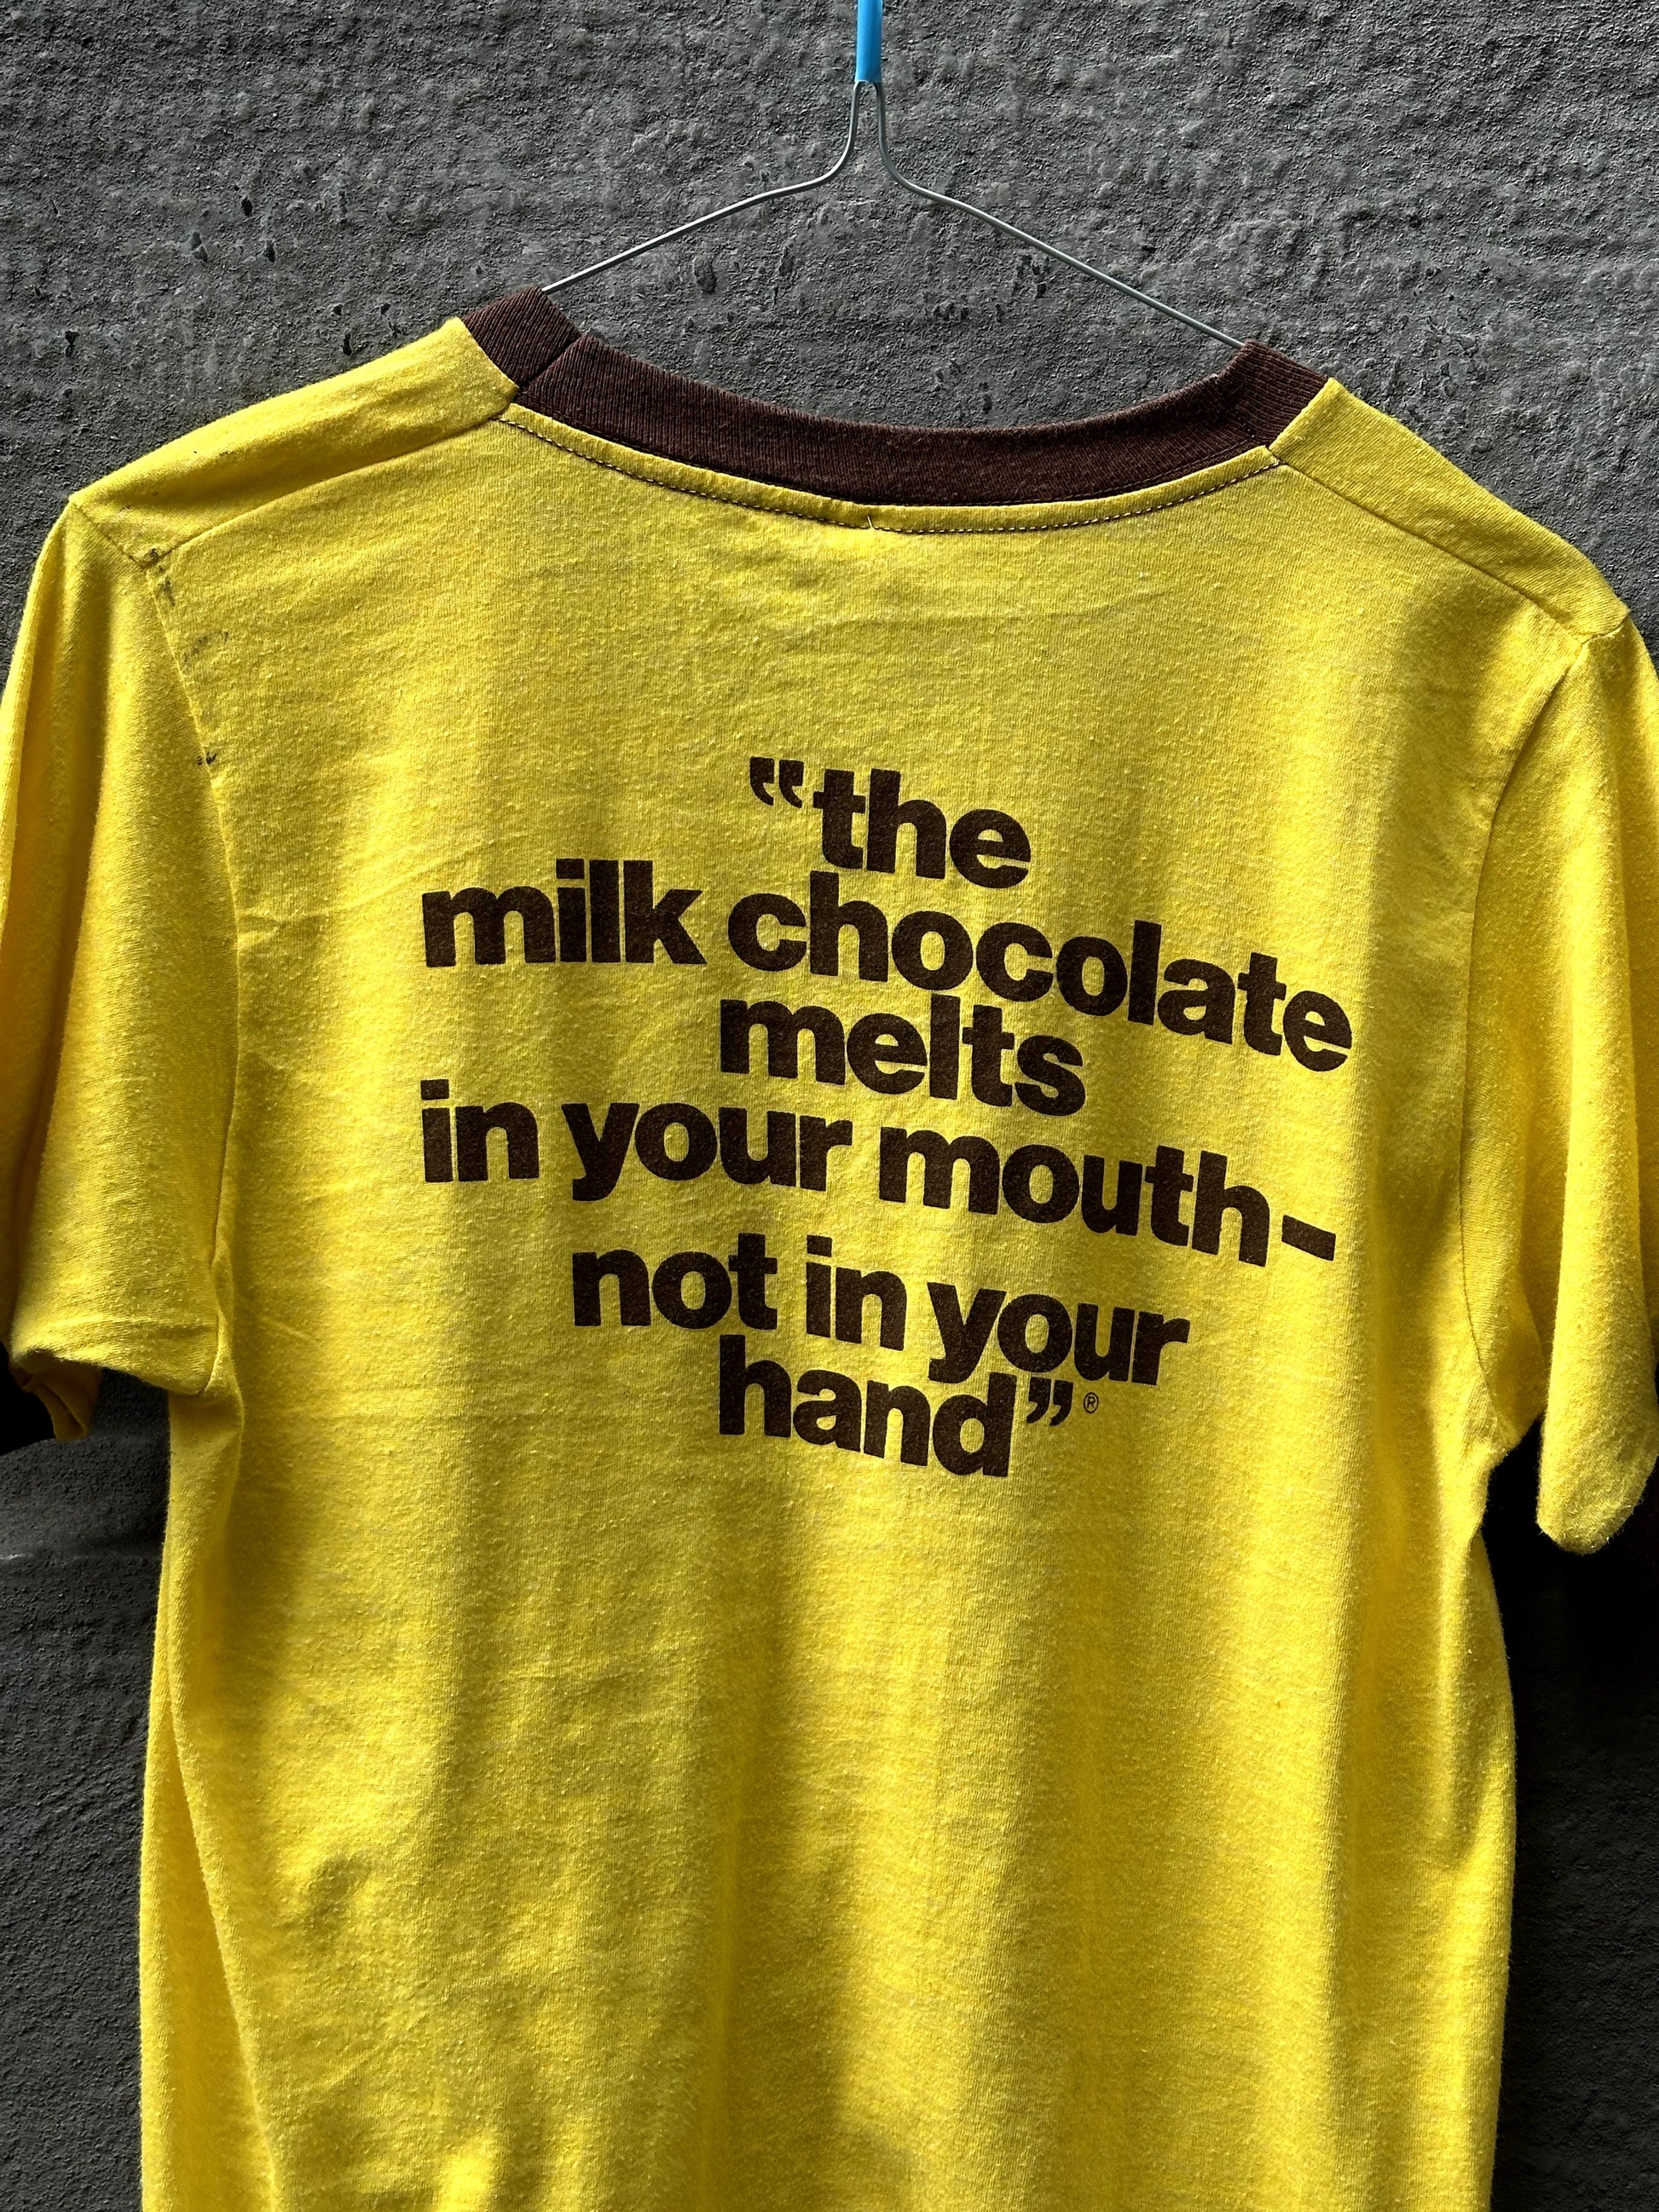 “the
milk chocolate
melts
in your mouth-
not in your
hand”®